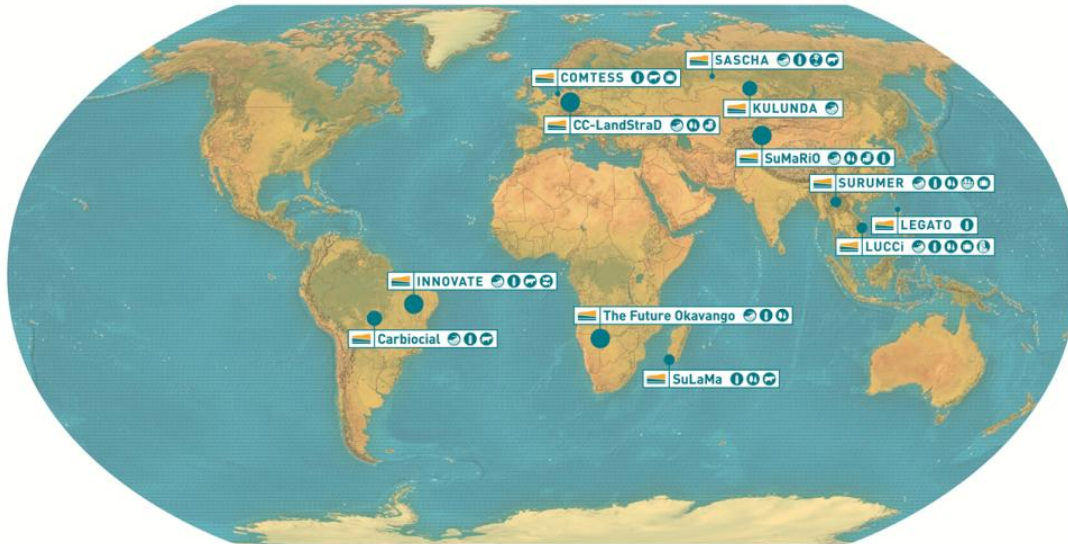 SASCHA
COMTESS
KULUNDA
CC-LandStraD
SuMaRiO
SURUMER
LEGATO
LUCCi
INNOVATE
The Future Okavango
Carbiocial
SuLaMa